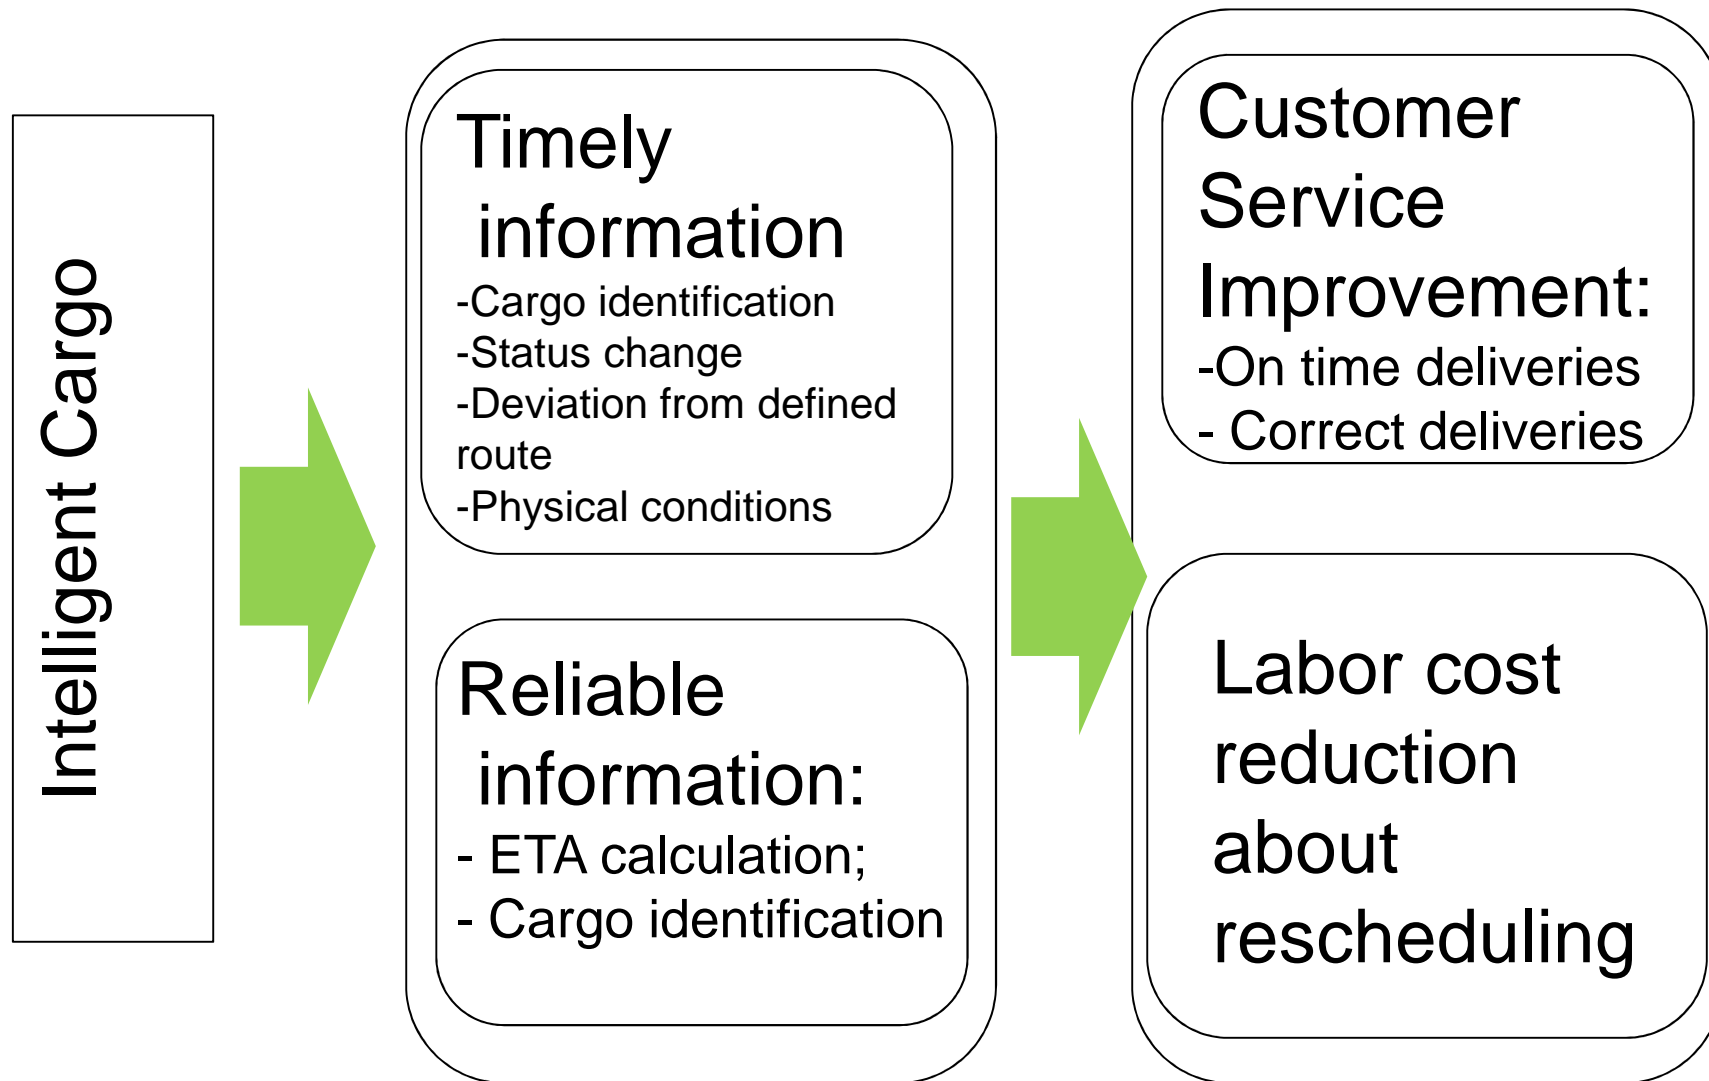 Intelligent Cargo
Timely
information
-Cargo identification
-Status change
-Deviation from defined
route
-Physical conditions
Reliable
information:
- ETA calculation;
- Cargo identification
Customer
Service
Improvement:
-On time deliveries
- Correct deliveries
Labor cost
reduction
about
rescheduling